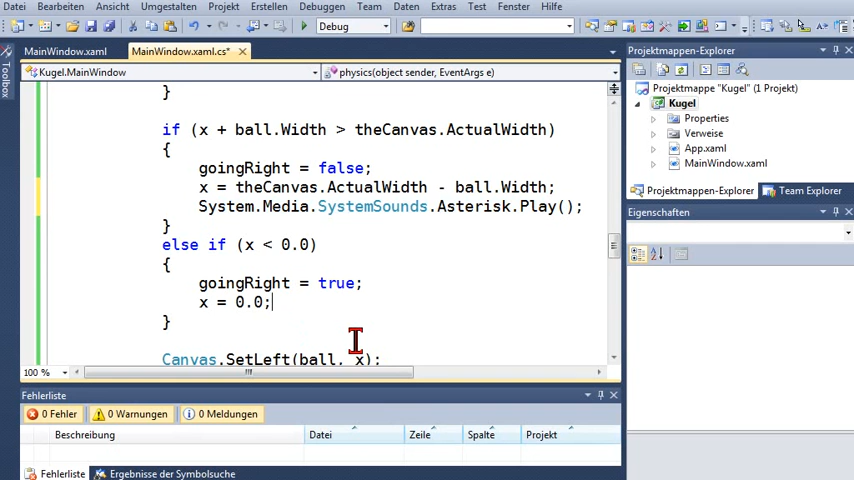 Datei Bearbeiten Ansicht Umgestalten Projekt Erstellen Debuggen Team Daten Extras Test Fenster Hilfe
Debug
MainWindow.xaml MainWindow.xaml.cs*
Kugel.MainWindow physics(object sender, EventArgs e)
Toolbox
}
if (x + ball.Width > theCanvas.ActualWidth)
{
goingRight = false;
x = theCanvas.ActualWidth - ball.Width;
System.Media.SystemSounds.Asterisk.Play();
}
else if (x < 0.0)
{
goingRight = true;
x = 0.0;
}
Canvas.SetLeft(ball, x);
100 %
Fehlerliste
0 Fehler 0 Warnungen 0 Meldungen
Beschreibung Datei Zeile Spalte Projekt
Fehlerliste Ergebnisse der Symbolsuche
Projektmappen-Explorer
Projektmappe "Kugel" (1 Projekt)
Kugel
Properties
Verweise
App.xaml
MainWindow.xaml
Projektmappen-Explorer Team Explorer
Eigenschaften